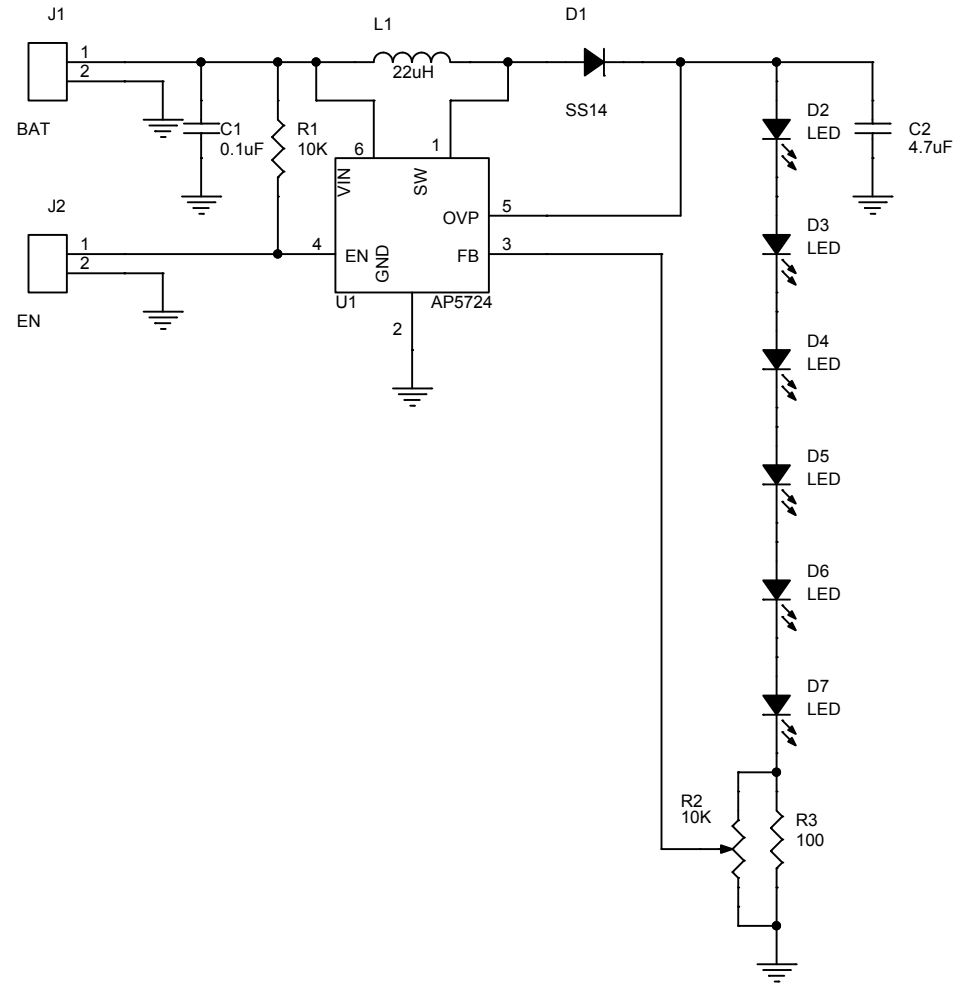 J1
1
2
BAT
C1
0.1uF
R1
10K
L1
22uH
D1
SS14
6
1
VIN
SW
OVP
5
4
EN
GND
FB
3
U1
AP5724
2
J2
1
2
EN
D2
LED
C2
4.7uF
D3
LED
D4
LED
D5
LED
D6
LED
D7
LED
R2
10K
R3
100